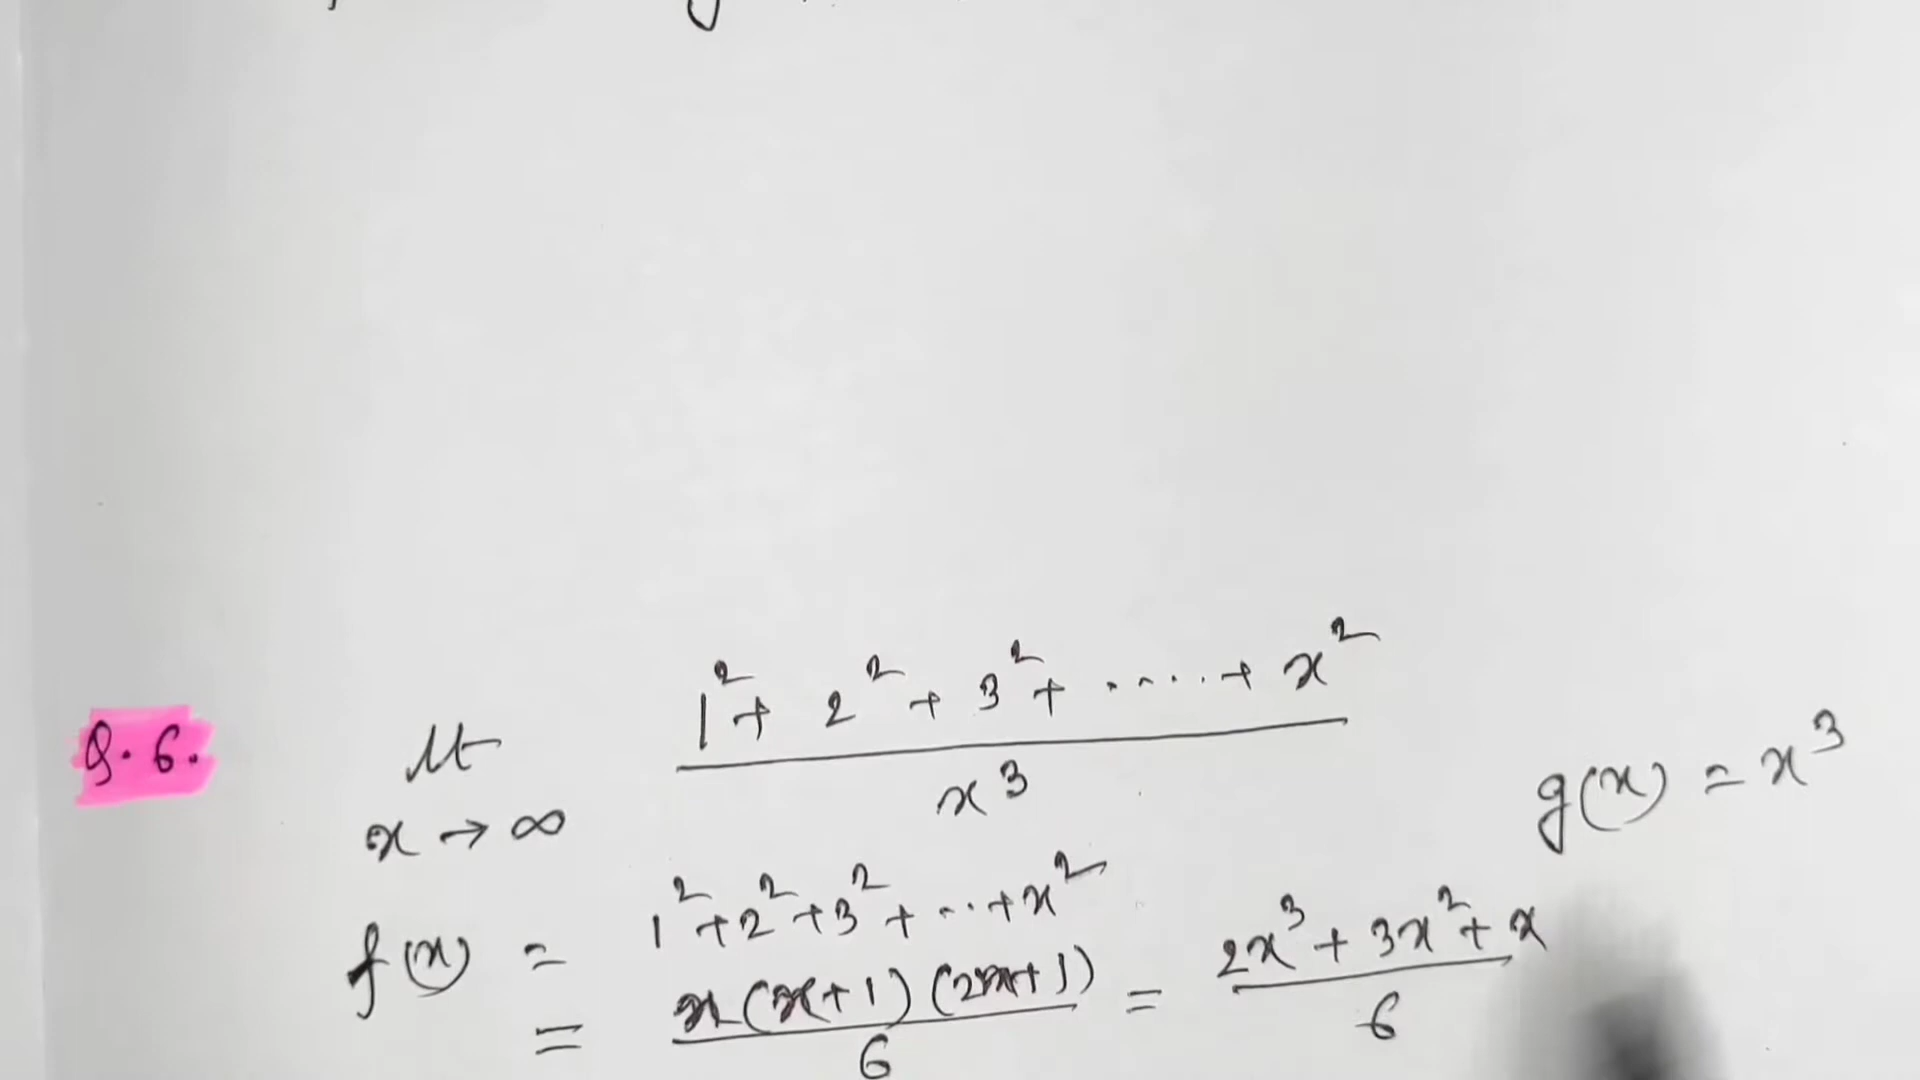 Q.6. lt x→∞ (1² + 2² + 3² + ..... + x²) / x³
g(x) = x³
f(x) = 1² + 2² + 3² + ... + x²
= x(x+1)(2x+1) / 6 = (2x³ + 3x² + x) / 6